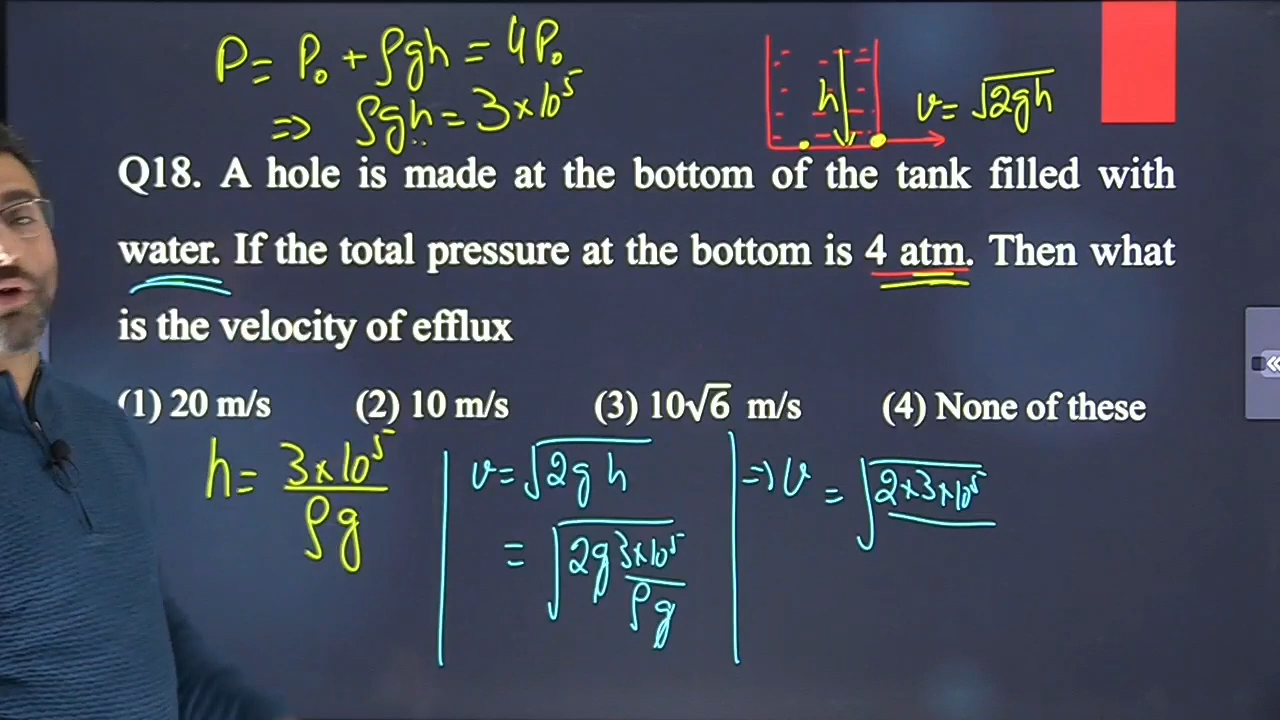 P = P₀ + ρgh = 4P₀
⇒ ρgh = 3×10⁵
h
v = √2gh
Q18. A hole is made at the bottom of the tank filled with
water. If the total pressure at the bottom is 4 atm. Then what
is the velocity of efflux
(1) 20 m/s (2) 10 m/s (3) 10√6 m/s (4) None of these
h = 3×10⁵/ρg
v = √2gh
= √2g 3×10⁵/ρg
⇒ v = √2×3×10⁵
«